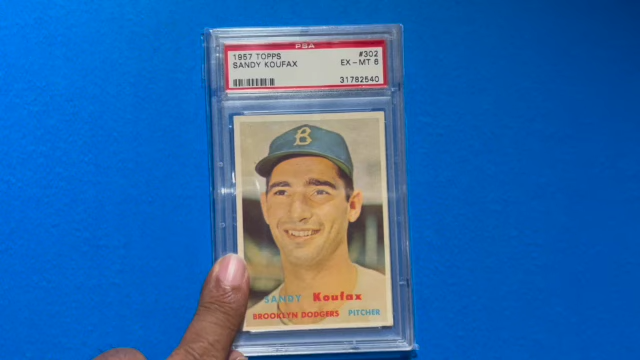 PSA
1957 TOPPS #302
SANDY KOUFAX EX-MT 6
31782540
B
SANDY Koufax
BROOKLYN DODGERS PITCHER